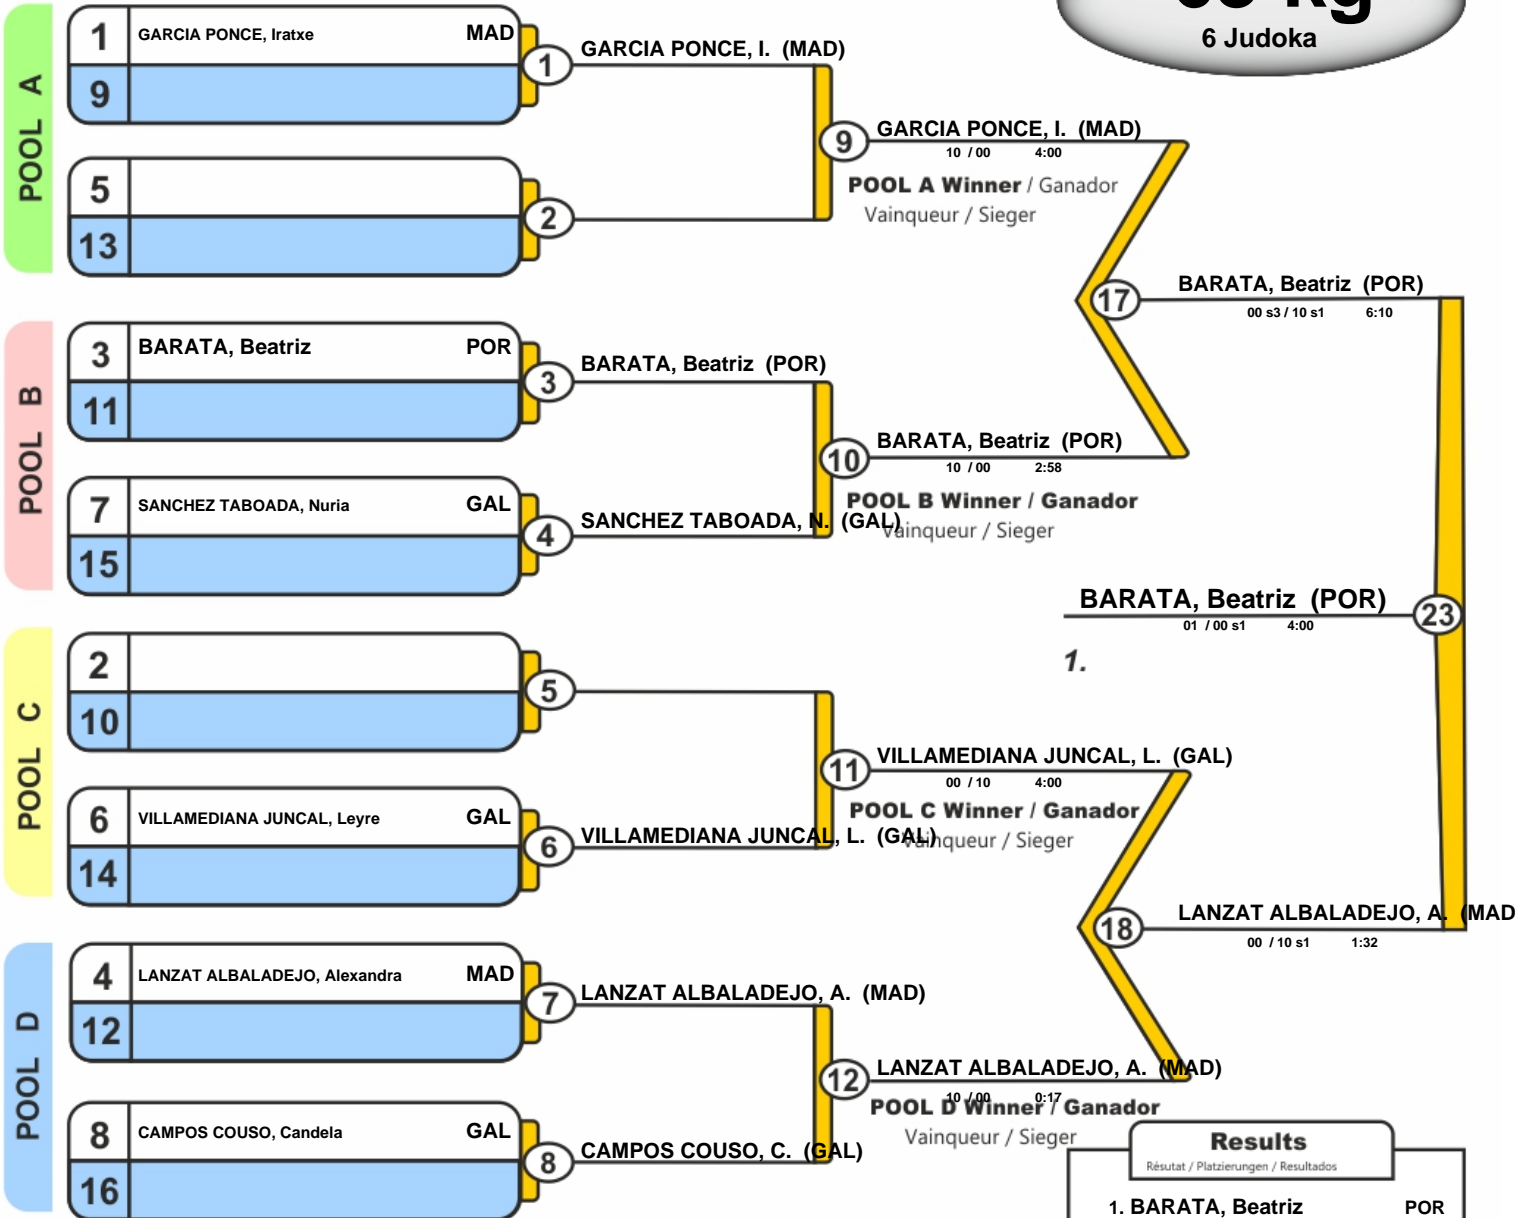 kg
6 Judoka
POOL A
1 GARCIA PONCE, Iratxe MAD
9
1
GARCIA PONCE, I. (MAD)
5
13
2
9
GARCIA PONCE, I. (MAD)
10 / 00 4:00
POOL A Winner / Ganador
Vainqueur / Sieger
POOL B
3 BARATA, Beatriz POR
11
3
BARATA, Beatriz (POR)
7 SANCHEZ TABOADA, Nuria GAL
15
4
SANCHEZ TABOADA, N. (GAL)
10
BARATA, Beatriz (POR)
10 / 00 2:58
POOL B Winner / Ganador
Vainqueur / Sieger
17
BARATA, Beatriz (POR)
00 s3 / 10 s1 6:10
BARATA, Beatriz (POR)
01 / 00 s1 4:00
23
1.
POOL C
2
10
5
6 VILLAMEDIANA JUNCAL, Leyre GAL
14
6
VILLAMEDIANA JUNCAL, L. (GAL)
11
VILLAMEDIANA JUNCAL, L. (GAL)
00 / 10 4:00
POOL C Winner / Ganador
Vainqueur / Sieger
18
LANZAT ALBALADEJO, A. (MAD
00 / 10 s1 1:32
POOL D
4 LANZAT ALBALADEJO, Alexandra MAD
12
7
LANZAT ALBALADEJO, A. (MAD)
8 CAMPOS COUSO, Candela GAL
16
8
CAMPOS COUSO, C. (GAL)
12
LANZAT ALBALADEJO, A. (MAD)
10 / 00 0:17
POOL D Winner / Ganador
Vainqueur / Sieger
Results
Résutat / Platzierungen / Resultados
1. BARATA, Beatriz POR